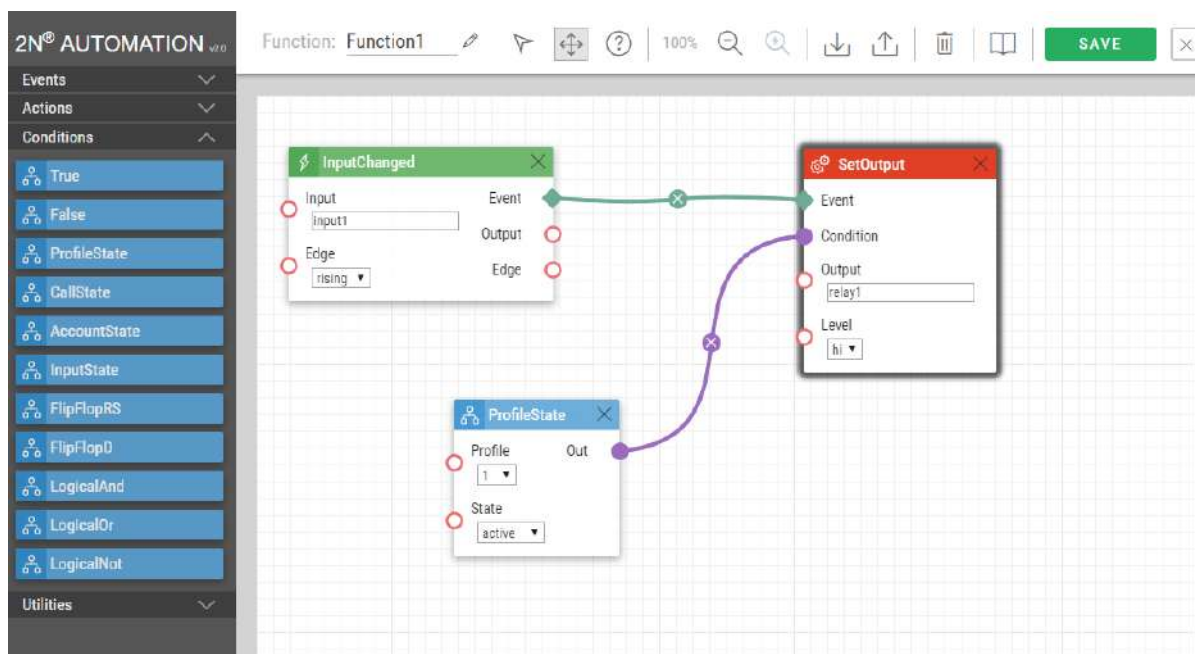 2N® AUTOMATION v2.0
Function: Function1
100%
SAVE
Events
Actions
Conditions
True
False
ProfileState
CallState
AccountState
InputState
FlipFlopRS
FlipFlopD
LogicalAnd
LogicalOr
LogicalNot
Utilities
InputChanged
Input
input1
Edge
rising
Event
Output
Edge
SetOutput
Event
Condition
Output
relay1
Level
hi
ProfileState
Profile
1
State
active
Out